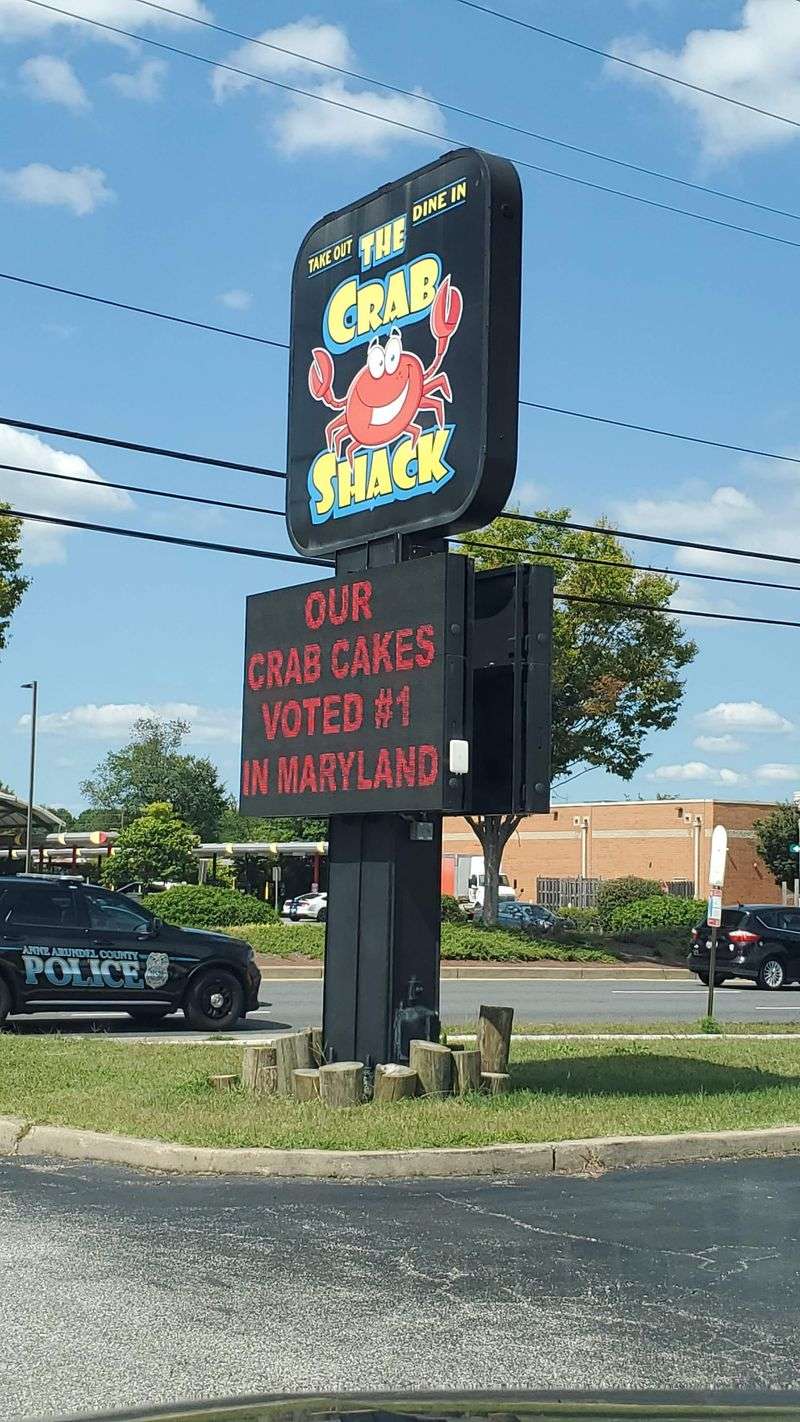 TAKE OUT
DINE IN
THE
CRAB
SHACK
OUR
CRAB CAKES
VOTED #1
IN MARYLAND
ANNE ARUNDEL COUNTY
POLICE